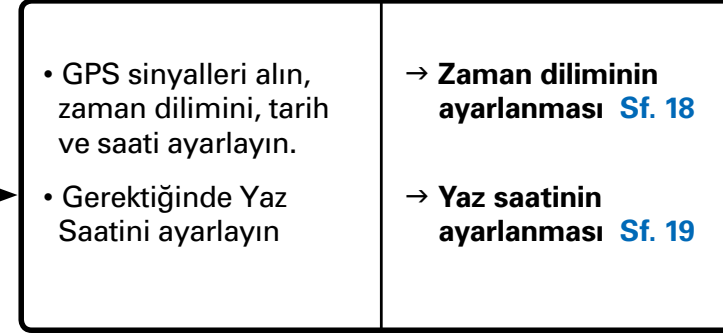 • GPS sinyalleri alın,
zaman dilimini, tarih
ve saati ayarlayın.
• Gerektiğinde Yaz
Saatini ayarlayın
→ Zaman diliminin
ayarlanması Sf. 18
→ Yaz saatinin
ayarlanması Sf. 19